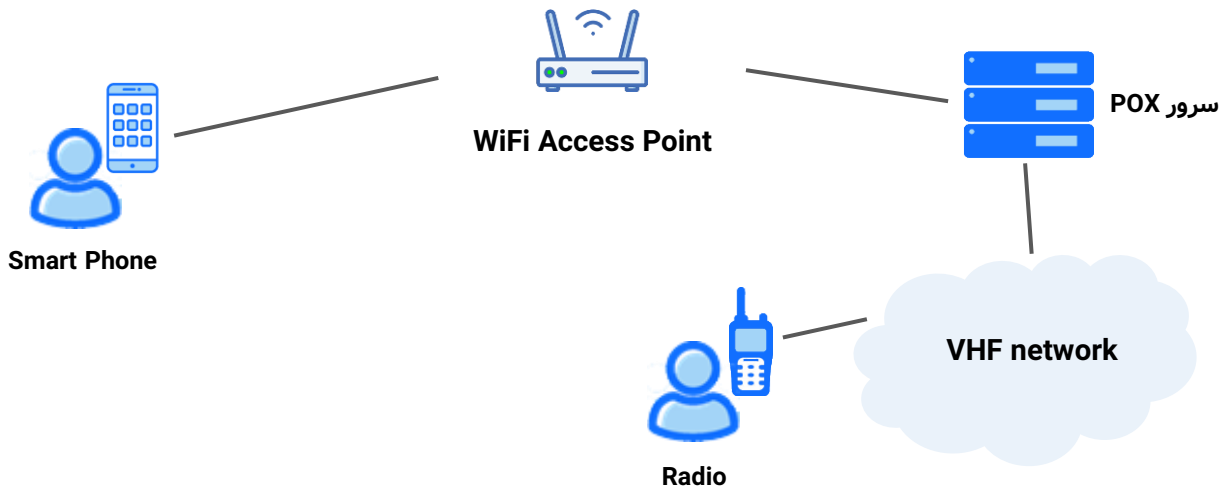 WiFi Access Point
سرور POX
Smart Phone
VHF network
Radio